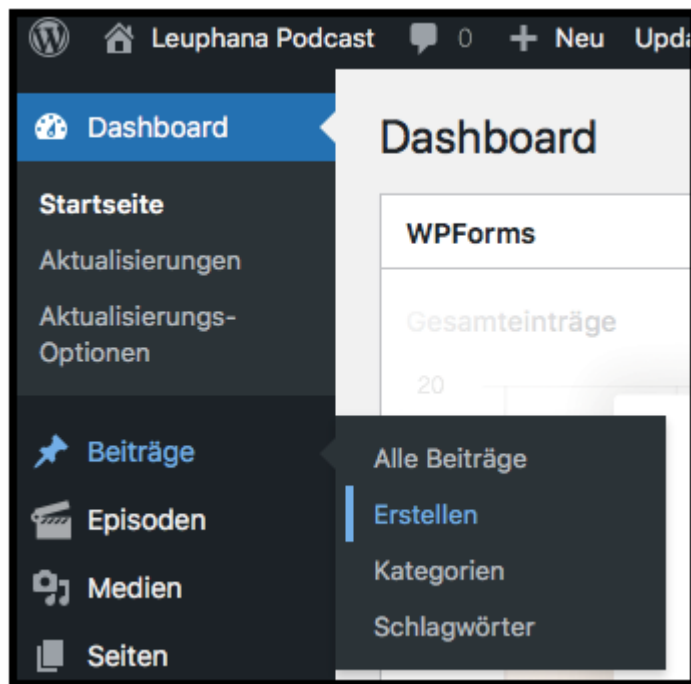 Leuphana Podcast 0 + Neu
Dashboard
Dashboard
Startseite
Aktualisierungen
Aktualisierungs-
Optionen
WPForms
Gesamteinträge
20
Beiträge
Episoden
Medien
Seiten
Alle Beiträge
Erstellen
Kategorien
Schlagwörter